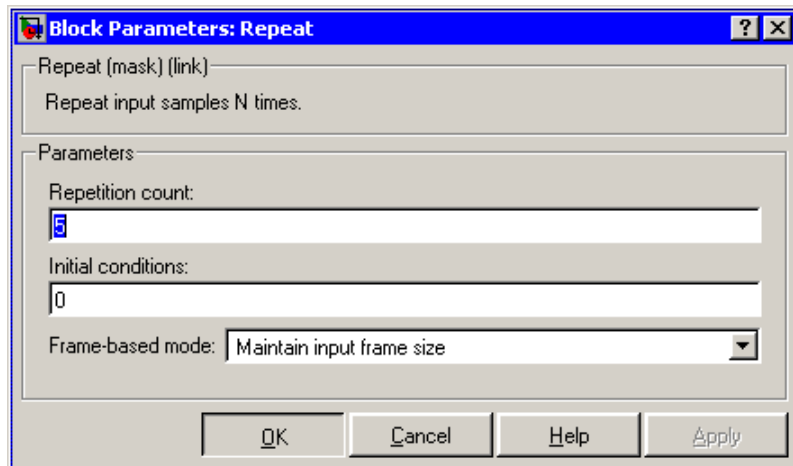 Block Parameters: Repeat
Repeat (mask) (link)
Repeat input samples N times.
Parameters
Repetition count:
5
Initial conditions:
0
Frame-based mode: Maintain input frame size
OK Cancel Help Apply